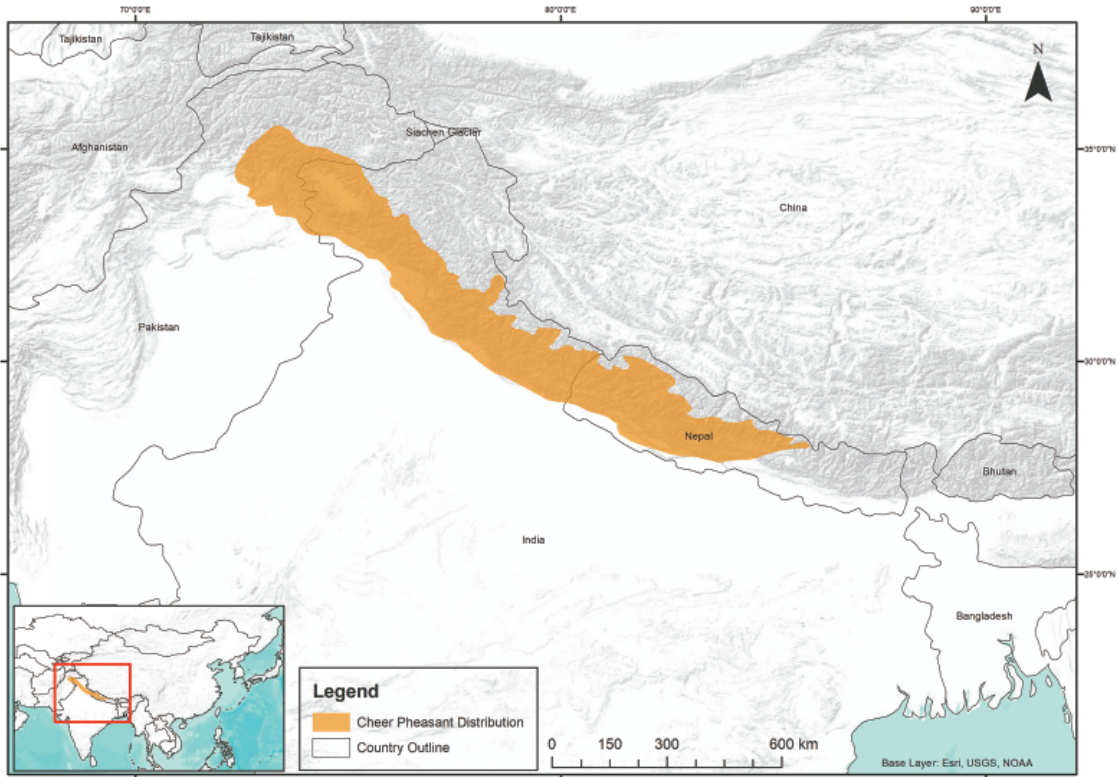 70°0'0"E
80°0'0"E
90°0'0"E
Tajikistan
Tajikistan
N
Siachen Glacier
Afghanistan
35°0'0"N
China
Pakistan
30°0'0"N
Nepal
Bhutan
India
25°0'0"N
Bangladesh
Legend
Cheer Pheasant Distribution
Country Outline
0 150 300 600 km
Base Layer: Esri, USGS, NOAA